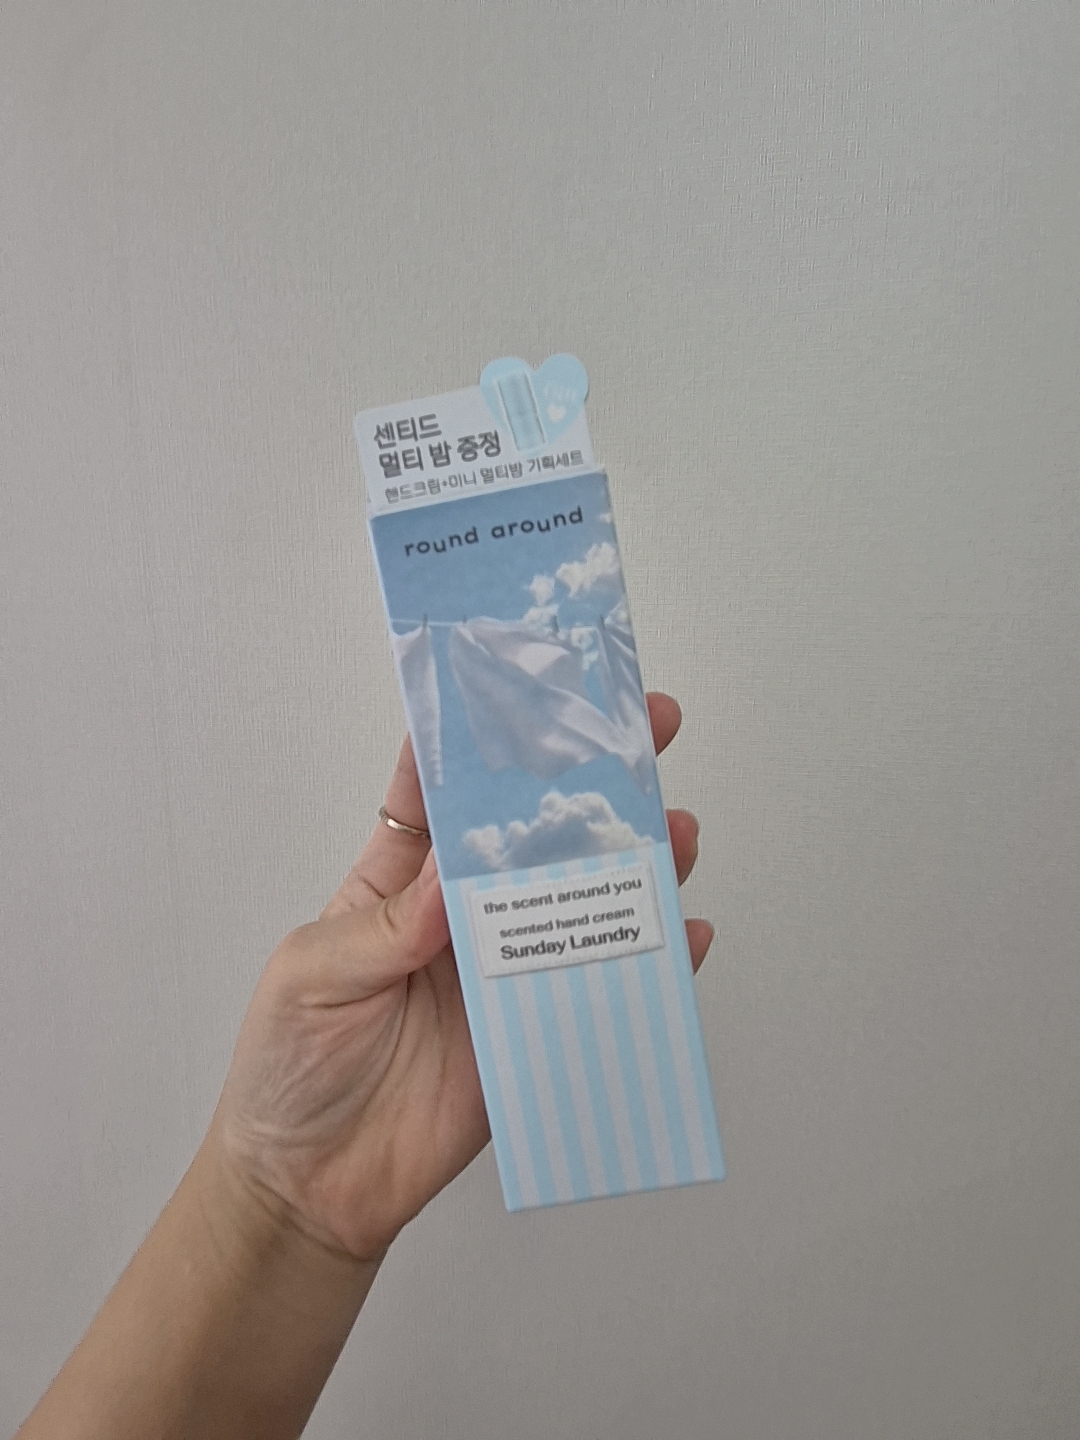 센티드
멀티 밤 증정
핸드크림+미니 멀티밤 기획세트
round around
the scent around you
scented hand cream
Sunday Laundry